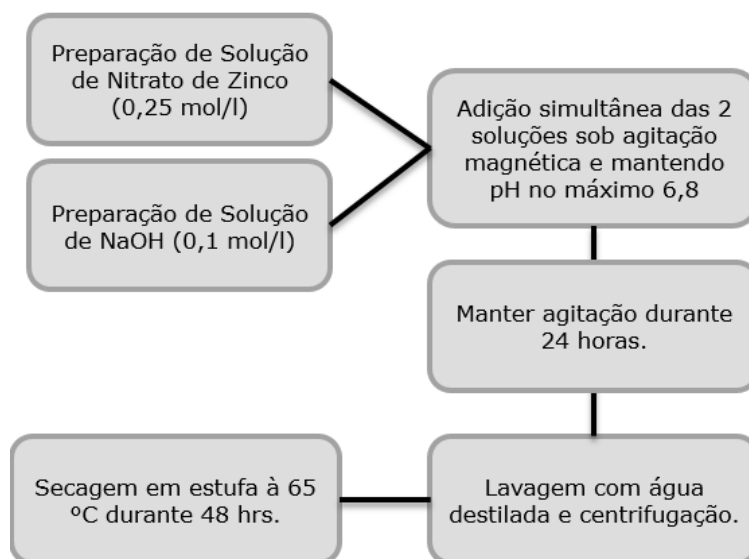 Preparação de Solução
de Nitrato de Zinco
(0,25 mol/l)
Preparação de Solução
de NaOH (0,1 mol/l)
Adição simultânea das 2
soluções sob agitação
magnética e mantendo
pH no máximo 6,8
Manter agitação durante
24 horas.
Lavagem com água
destilada e centrifugação.
Secagem em estufa à 65
ºC durante 48 hrs.